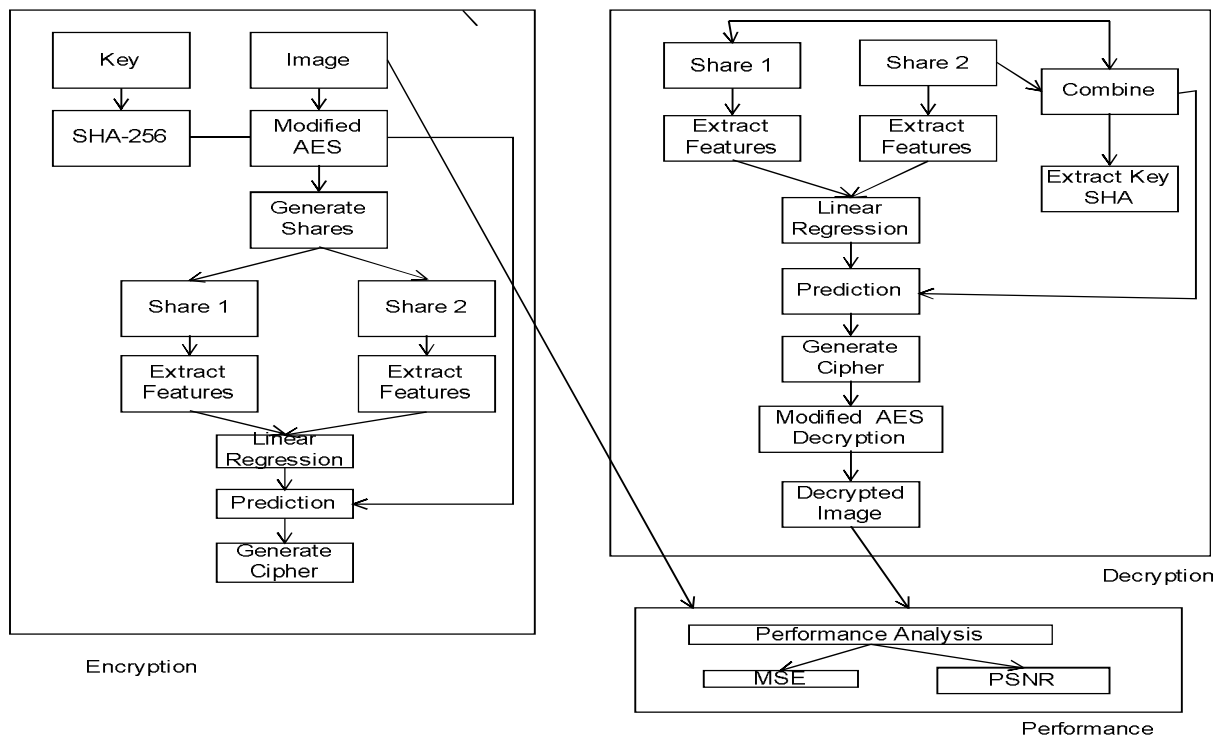 Key
Image
SHA-256
Modified
AES
Generate
Shares
Share 1
Share 2
Extract
Features
Extract
Features
Linear
Regression
Prediction
Generate
Cipher
Encryption
Share 1
Share 2
Combine
Extract
Features
Extract
Features
Extract Key
SHA
Linear
Regression
Prediction
Generate
Cipher
Modified AES
Decryption
Decrypted
Image
Decryption
Performance Analysis
MSE
PSNR
Performance